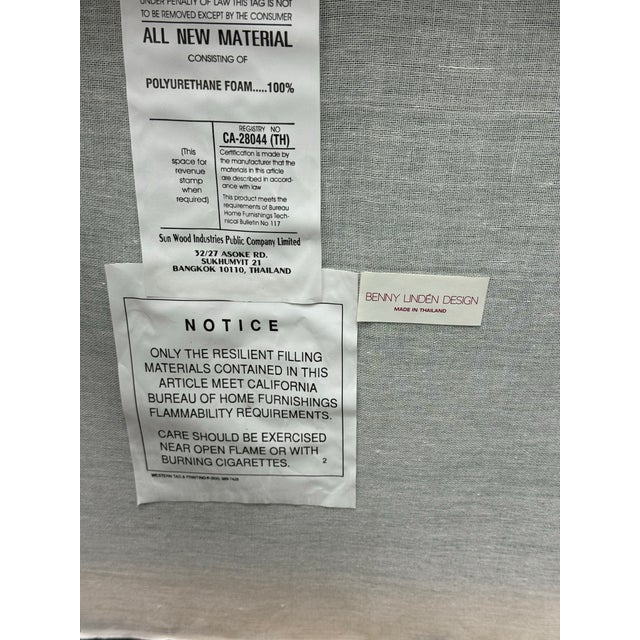 UNDER PENALTY OF LAW THIS TAG IS NOT
TO BE REMOVED EXCEPT BY THE CONSUMER
ALL NEW MATERIAL
CONSISTING OF
POLYURETHANE FOAM.....100%
(This
space for
revenue
stamp
when
required)
REGISTRY NO
CA-28044 (TH)
Certification is made by
the manufacturer that the
materials in this article
are described in accord-
ance with law
This product meets the
requirements of Bureau
Home Furnishings Tech-
nical Bulletin No 117
Sun Wood Industries Public Company Limited
32/27 ASOKE RD.
SUKHUMVIT 21
BANGKOK 10110, THAILAND
BENNY LINDÉN DESIGN
MADE IN THAILAND
NOTICE
ONLY THE RESILIENT FILLING
MATERIALS CONTAINED IN THIS
ARTICLE MEET CALIFORNIA
BUREAU OF HOME FURNISHINGS
FLAMMABILITY REQUIREMENTS.
CARE SHOULD BE EXERCISED
NEAR OPEN FLAME OR WITH
BURNING CIGARETTES. 2
WESTERN TAG & PRINTING